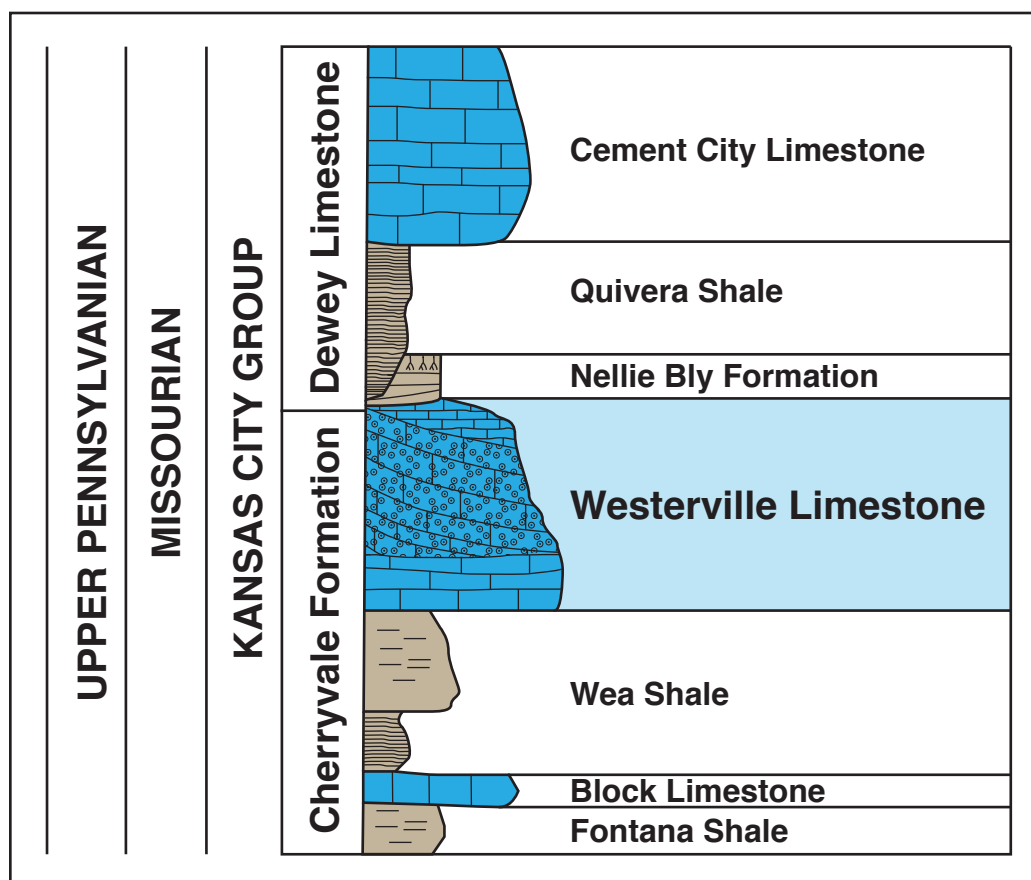 UPPER PENNSYLVANIAN
MISSOURIAN
KANSAS CITY GROUP
Dewey Limestone
Cherryvale Formation
Cement City Limestone
Quivera Shale
Nellie Bly Formation
Westerville Limestone
Wea Shale
Block Limestone
Fontana Shale